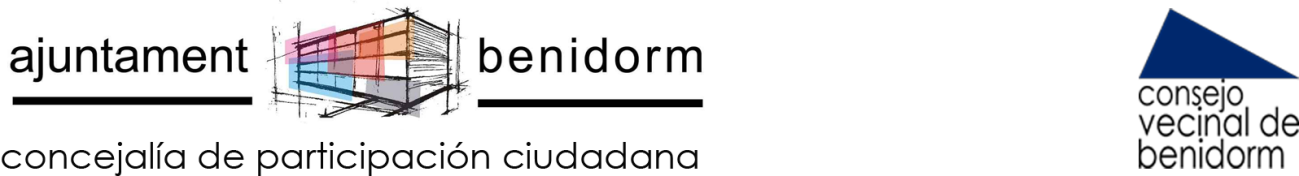 ajuntament benidorm
concejalía de participación ciudadana
consejo
vecinal de
benidorm